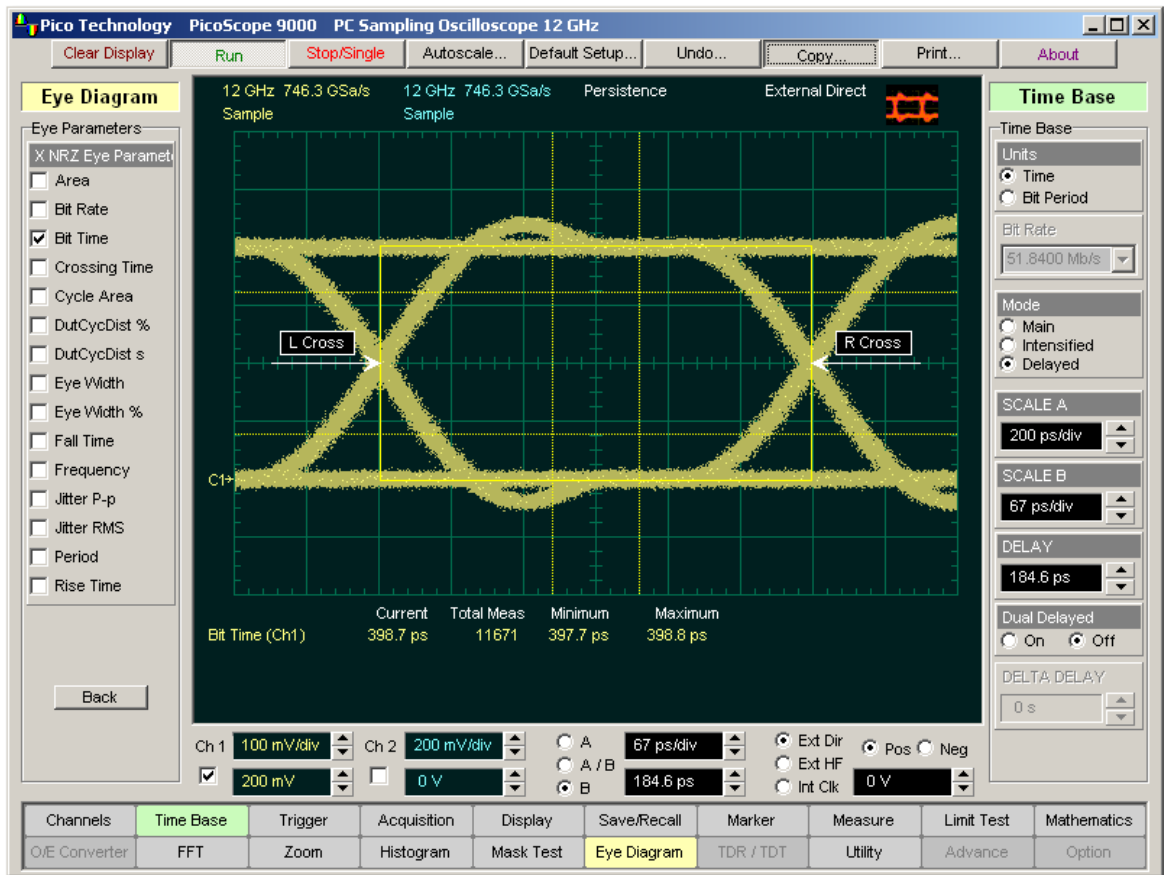 Pico Technology PicoScope 9000 PC Sampling Oscilloscope 12 GHz
Clear Display Run Stop/Single Autoscale... Default Setup... Undo... Copy... Print... About
Eye Diagram
Eye Parameters
X NRZ Eye Paramet
Area
Bit Rate
Bit Time
Crossing Time
Cycle Area
DutCycDist %
DutCycDist s
Eye Width
Eye Width %
Fall Time
Frequency
Jitter P-p
Jitter RMS
Period
Rise Time
Back
12 GHz 746.3 GSa/s 12 GHz 746.3 GSa/s Persistence External Direct
Sample Sample
L Cross R Cross
C1
Current Total Meas Minimum Maximum
Bit Time (Ch1) 398.7 ps 11671 397.7 ps 398.8 ps
Time Base
Time Base
Units
Time
Bit Period
Bit Rate
51.8400 Mb/s
Mode
Main
Intensified
Delayed
SCALE A
200 ps/div
SCALE B
67 ps/div
DELAY
184.6 ps
Dual Delayed
On Off
DELTA DELAY
0 s
Ch 1 100 mV/div Ch 2 200 mV/div A 67 ps/div Ext Dir Pos Neg
A / B Ext HF
200 mV 0 V B 184.6 ps Int Clk 0 V
Channels Time Base Trigger Acquisition Display Save/Recall Marker Measure Limit Test Mathematics
O/E Converter FFT Zoom Histogram Mask Test Eye Diagram TDR / TDT Utility Advance Option